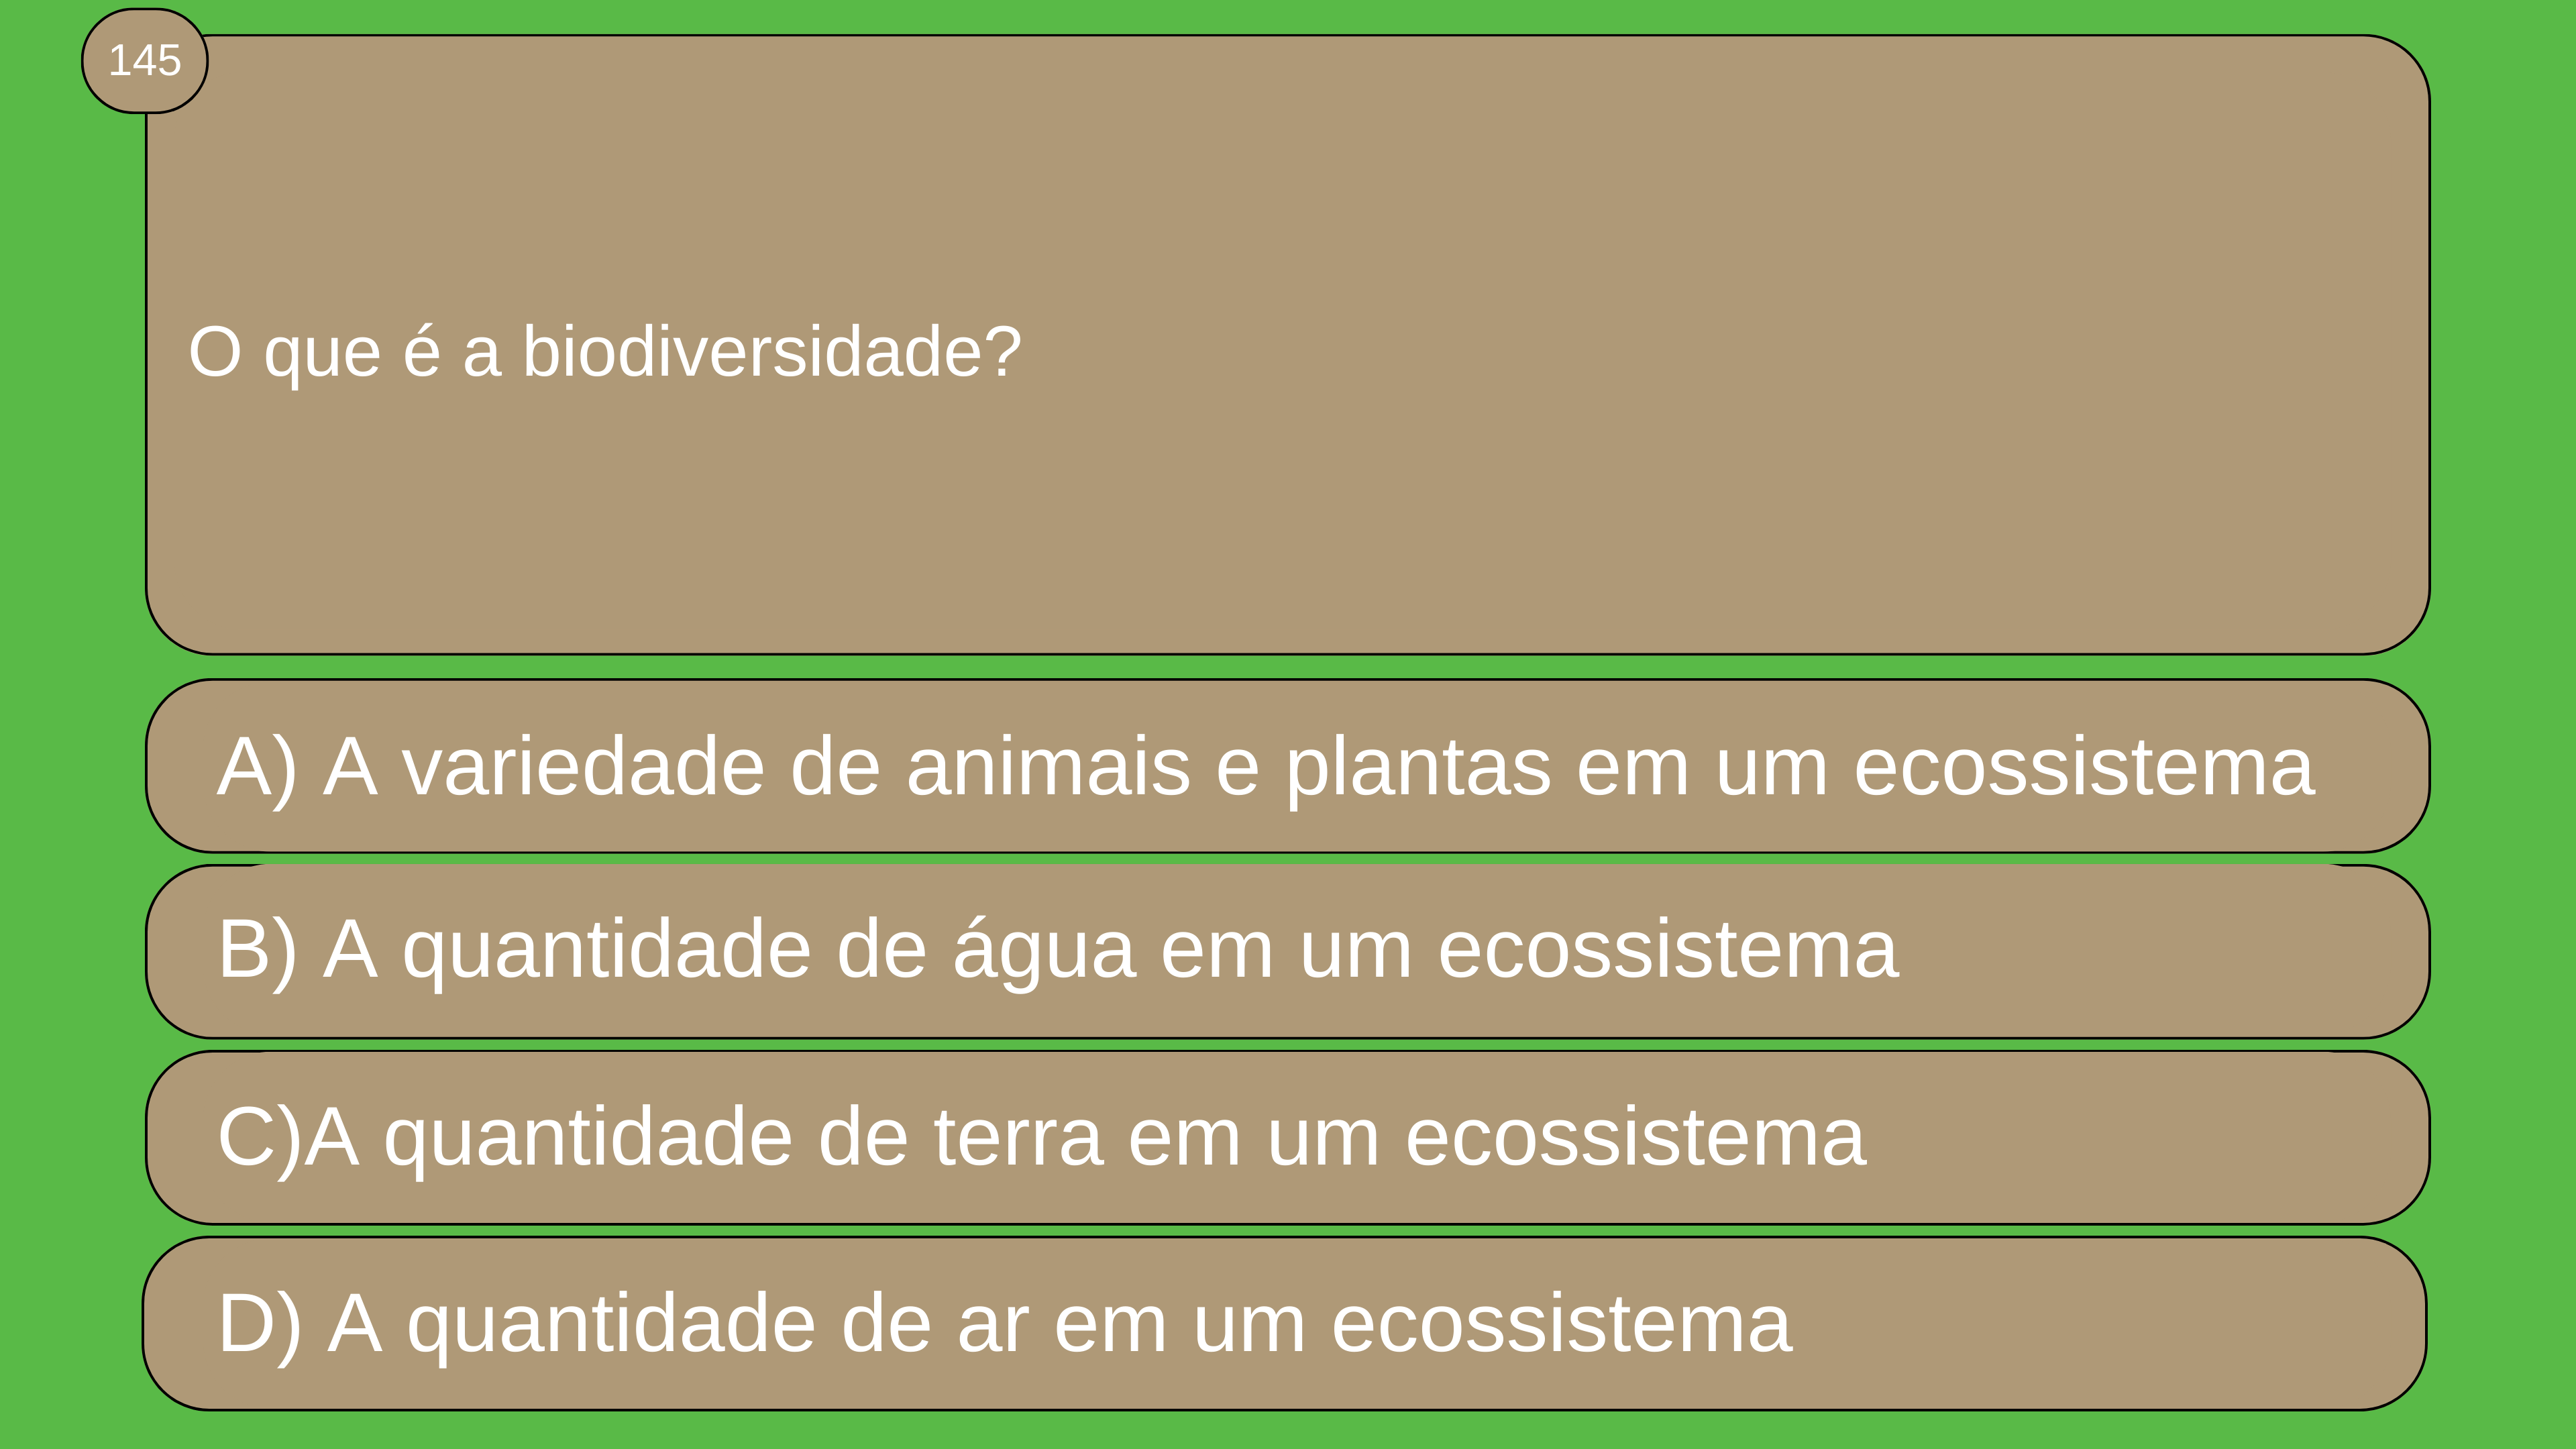 145
O que é a biodiversidade?
A) A variedade de animais e plantas em um ecossistema
B) A quantidade de água em um ecossistema
C)A quantidade de terra em um ecossistema
D) A quantidade de ar em um ecossistema